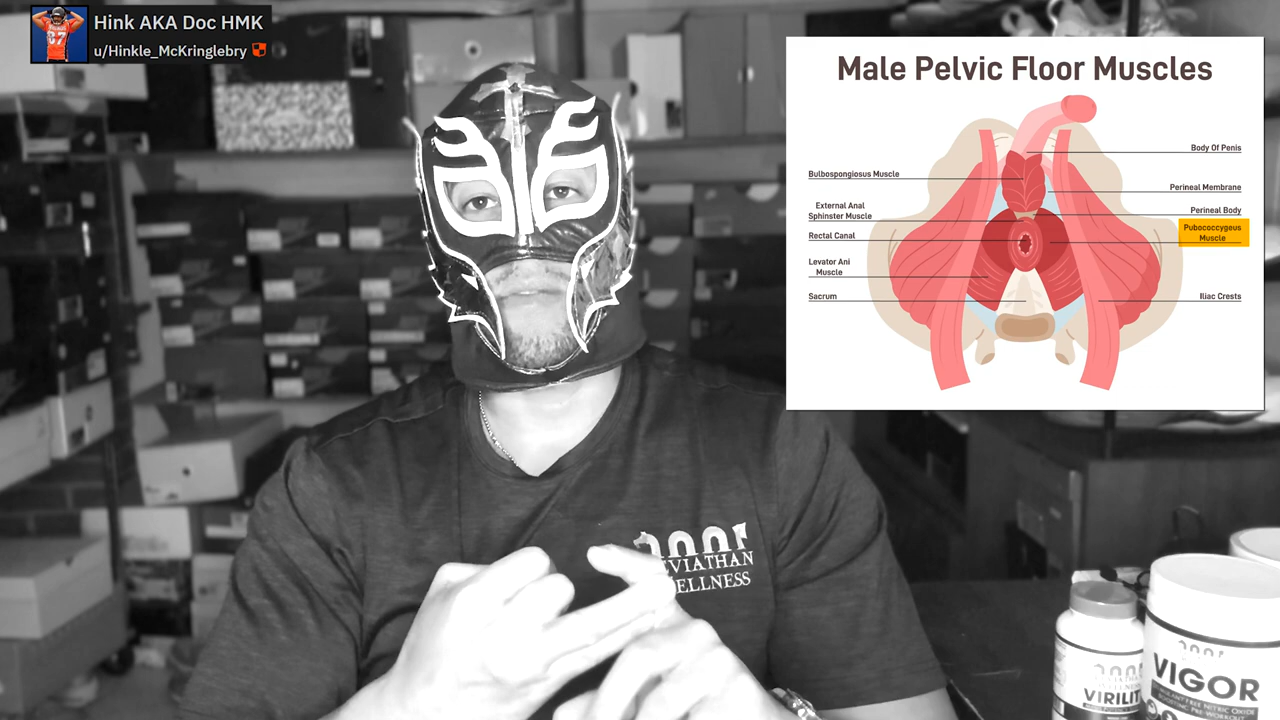 Hink AKA Doc HMK
u/Hinkle_McKringlebry
Male Pelvic Floor Muscles
Body Of Penis
Bulbospongiosus Muscle
Perineal Membrane
External Anal
Sphinster Muscle
Perineal Body
Pubococcygeus
Muscle
Rectal Canal
Levator Ani
Muscle
Sacrum
Iliac Crests
EVIATHAN
ELLNESS
VIRILIT
VIGOR